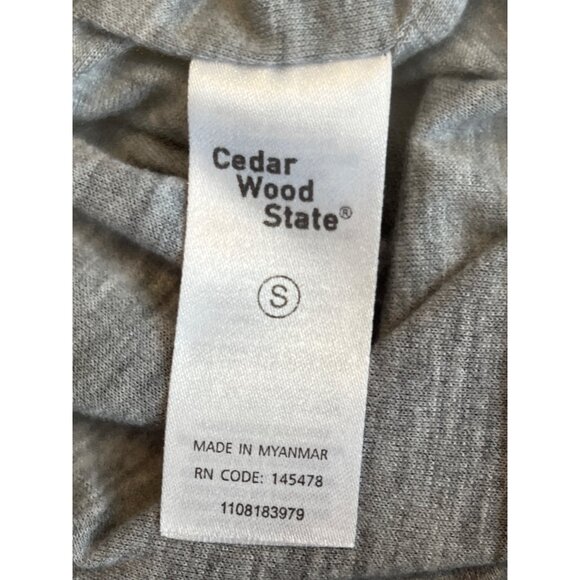 Cedar
Wood
State®
S
MADE IN MYANMAR
RN CODE: 145478
1108183979